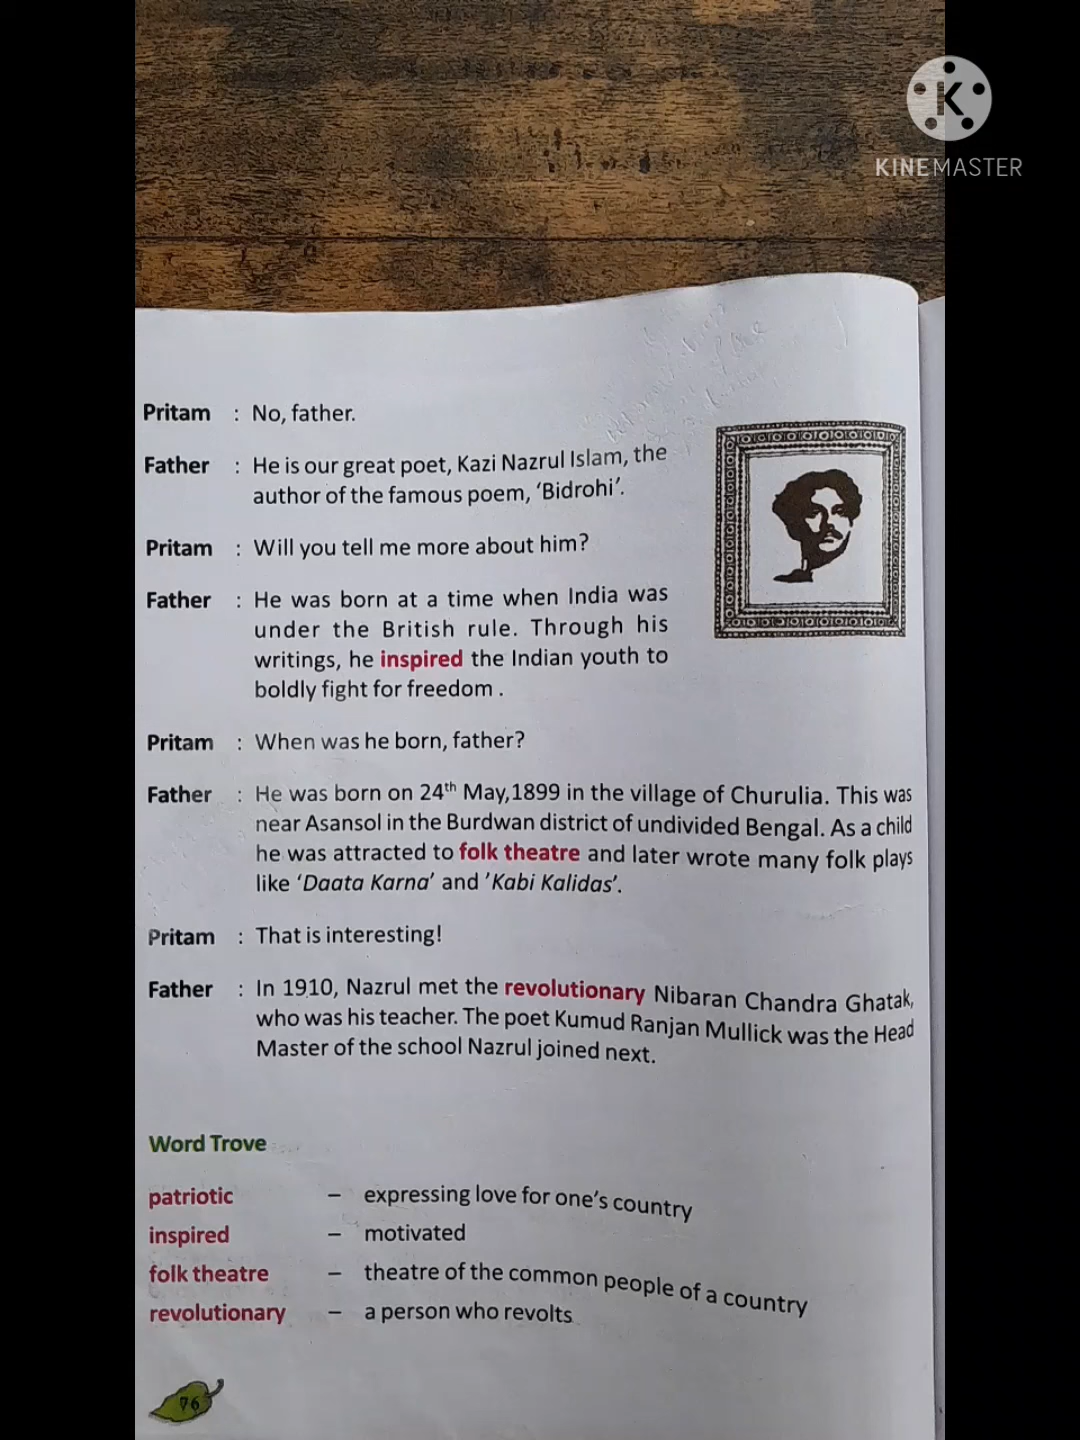 KINEMASTER
Pritam : No, father.
Father : He is our great poet, Kazi Nazrul Islam, the
author of the famous poem, ‘Bidrohi’.
Pritam : Will you tell me more about him?
Father : He was born at a time when India was
under the British rule. Through his
writings, he inspired the Indian youth to
boldly fight for freedom .
Pritam : When was he born, father?
Father : He was born on 24th May,1899 in the village of Churulia. This was
near Asansol in the Burdwan district of undivided Bengal. As a child
he was attracted to folk theatre and later wrote many folk plays
like ‘Daata Karna’ and ’Kabi Kalidas’.
Pritam : That is interesting!
Father : In 1910, Nazrul met the revolutionary Nibaran Chandra Ghatak,
who was his teacher. The poet Kumud Ranjan Mullick was the Head
Master of the school Nazrul joined next.
Word Trove
patriotic – expressing love for one’s country
inspired – motivated
folk theatre – theatre of the common people of a country
revolutionary – a person who revolts
76